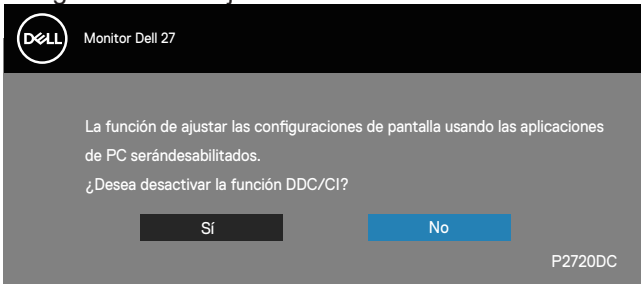 DELL
Monitor Dell 27
La función de ajustar las configuraciones de pantalla usando las aplicaciones
de PC serándesabilitados.
¿Desea desactivar la función DDC/CI?
Sí No
P2720DC